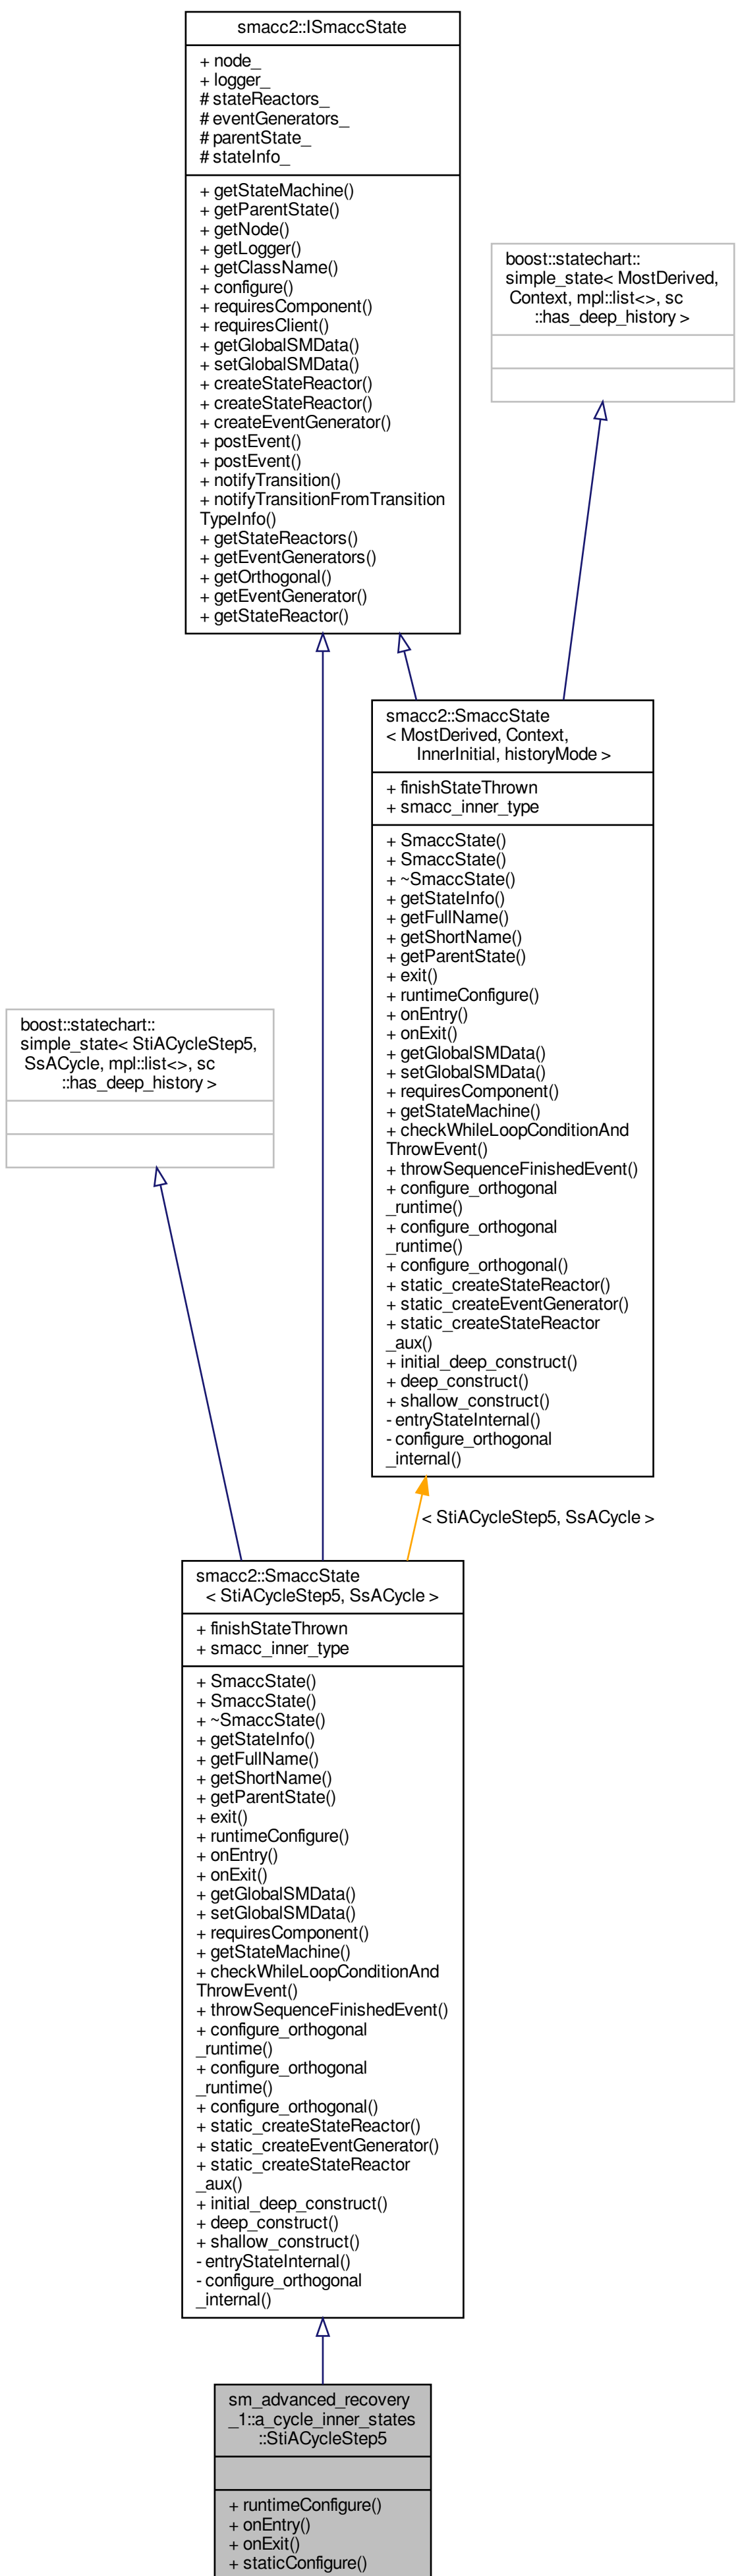 smacc2::ISmaccState
+ node_
+ logger_
# stateReactors_
# eventGenerators_
# parentState_
# stateInfo_
+ getStateMachine()
+ getParentState()
+ getNode()
+ getLogger()
+ getClassName()
+ configure()
+ requiresComponent()
+ requiresClient()
+ getGlobalSMData()
+ setGlobalSMData()
+ createStateReactor()
+ createStateReactor()
+ createEventGenerator()
+ postEvent()
+ postEvent()
+ notifyTransition()
+ notifyTransitionFromTransition
TypeInfo()
+ getStateReactors()
+ getEventGenerators()
+ getOrthogonal()
+ getEventGenerator()
+ getStateReactor()
boost::statechart::
simple_state< MostDerived,
Context, mpl::list<>, sc
::has_deep_history >
smacc2::SmaccState
< MostDerived, Context,
InnerInitial, historyMode >
+ finishStateThrown
+ smacc_inner_type
+ SmaccState()
+ SmaccState()
+ ~SmaccState()
+ getStateInfo()
+ getFullName()
+ getShortName()
+ getParentState()
+ exit()
+ runtimeConfigure()
+ onEntry()
+ onExit()
+ getGlobalSMData()
+ setGlobalSMData()
+ requiresComponent()
+ getStateMachine()
+ checkWhileLoopConditionAnd
ThrowEvent()
+ throwSequenceFinishedEvent()
+ configure_orthogonal
_runtime()
+ configure_orthogonal
_runtime()
+ configure_orthogonal()
+ static_createStateReactor()
+ static_createEventGenerator()
+ static_createStateReactor
_aux()
+ initial_deep_construct()
+ deep_construct()
+ shallow_construct()
- entryStateInternal()
- configure_orthogonal
_internal()
boost::statechart::
simple_state< StiACycleStep5,
SsACycle, mpl::list<>, sc
::has_deep_history >
< StiACycleStep5, SsACycle >
smacc2::SmaccState
< StiACycleStep5, SsACycle >
+ finishStateThrown
+ smacc_inner_type
+ SmaccState()
+ SmaccState()
+ ~SmaccState()
+ getStateInfo()
+ getFullName()
+ getShortName()
+ getParentState()
+ exit()
+ runtimeConfigure()
+ onEntry()
+ onExit()
+ getGlobalSMData()
+ setGlobalSMData()
+ requiresComponent()
+ getStateMachine()
+ checkWhileLoopConditionAnd
ThrowEvent()
+ throwSequenceFinishedEvent()
+ configure_orthogonal
_runtime()
+ configure_orthogonal
_runtime()
+ configure_orthogonal()
+ static_createStateReactor()
+ static_createEventGenerator()
+ static_createStateReactor
_aux()
+ initial_deep_construct()
+ deep_construct()
+ shallow_construct()
- entryStateInternal()
- configure_orthogonal
_internal()
sm_advanced_recovery
_1::a_cycle_inner_states
::StiACycleStep5
+ runtimeConfigure()
+ onEntry()
+ onExit()
+ staticConfigure()